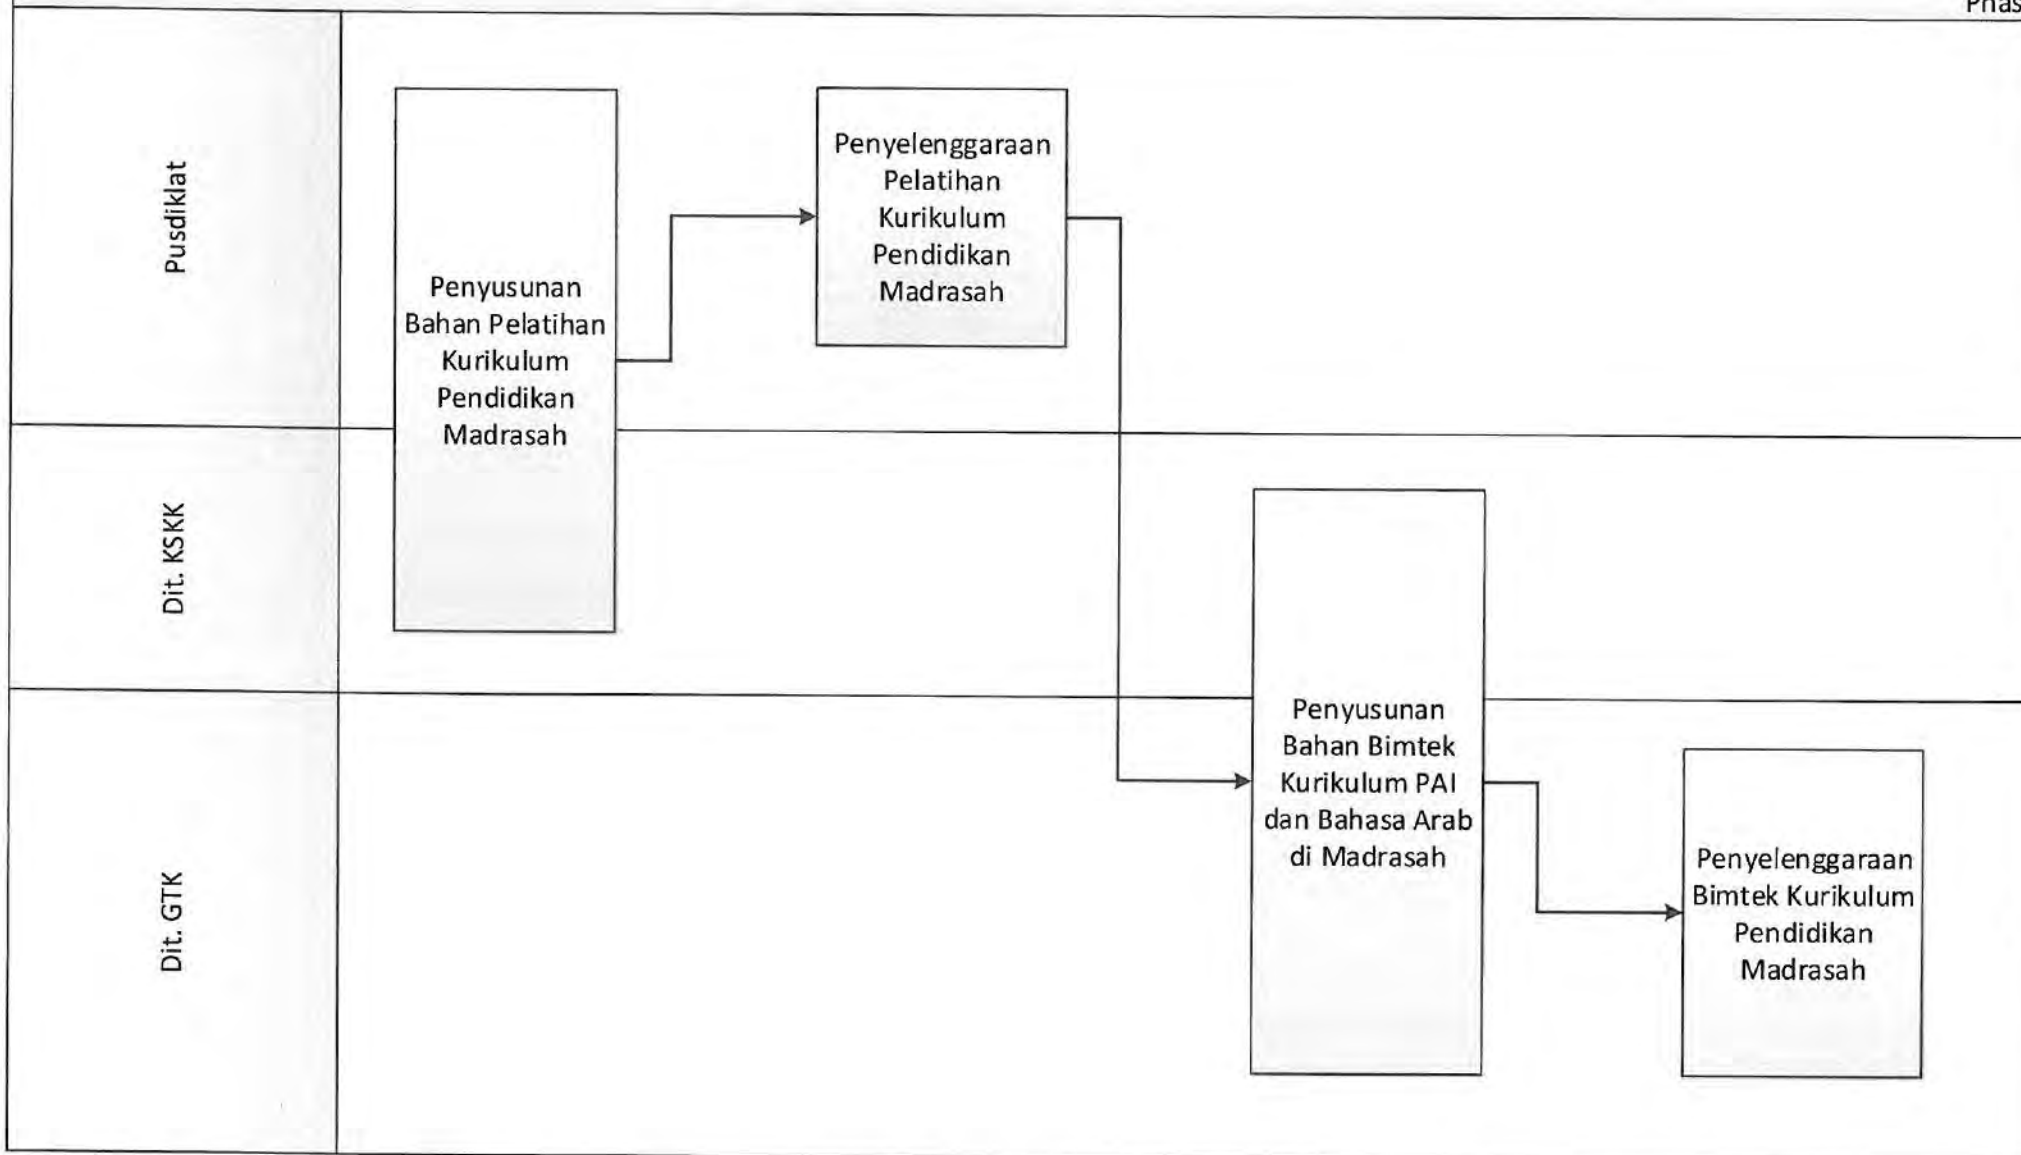 Phas
Pusdiklat
Penyusunan
Bahan Pelatihan
Kurikulum
Pendidikan
Madrasah
Penyelenggaraan
Pelatihan
Kurikulum
Pendidikan
Madrasah
Dit. KSKK
Dit. GTK
Penyusunan
Bahan Bimtek
Kurikulum PAI
dan Bahasa Arab
di Madrasah
Penyelenggaraan
Bimtek Kurikulum
Pendidikan
Madrasah